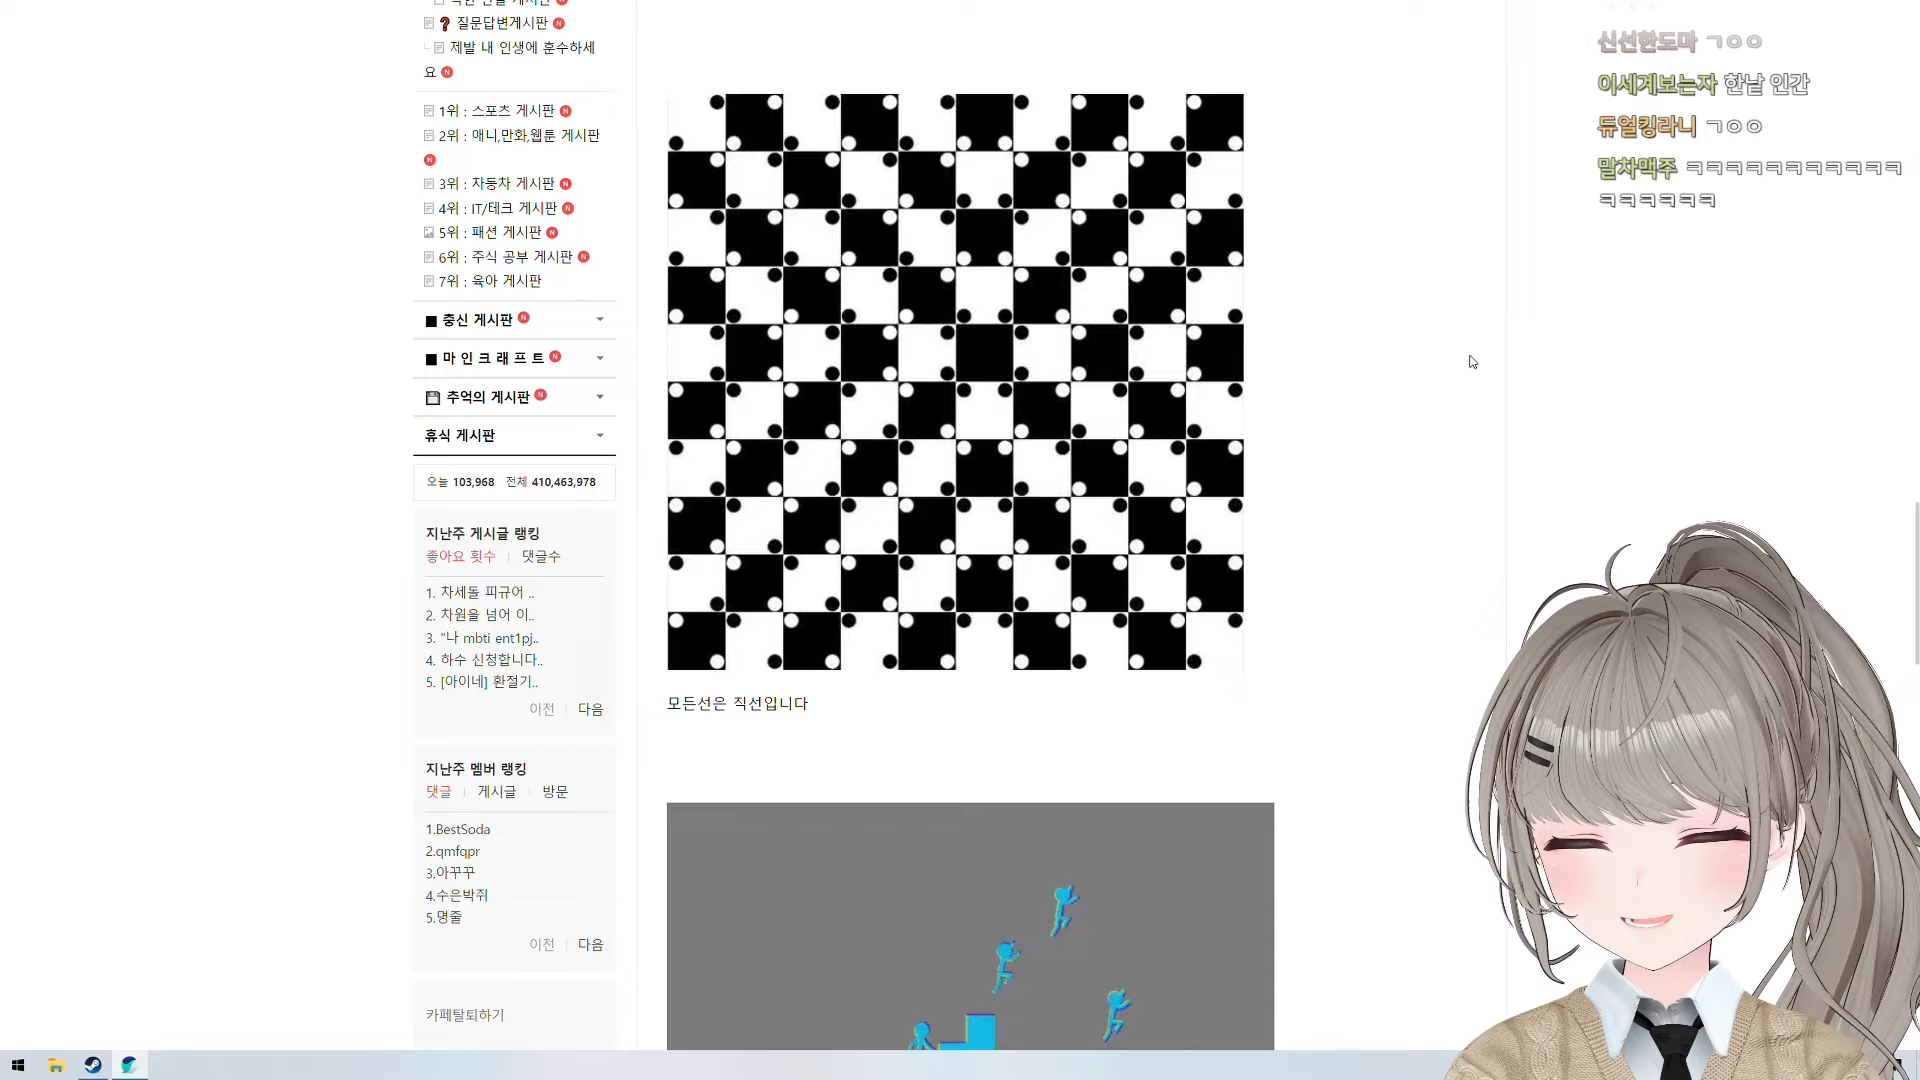 질문답변게시판 N
제발 내 인생에 훈수하세
요 N
1위 : 스포츠 게시판 N
2위 : 애니,만화,웹툰 게시판
N
3위 : 자동차 게시판 N
4위 : IT/테크 게시판 N
5위 : 패션 게시판 N
6위 : 주식 공부 게시판 N
7위 : 육아 게시판
■ 충신 게시판 N
■ 마 인 크 래 프 트 N
추억의 게시판 N
휴식 게시판
오늘 103,968 전체 410,463,978
지난주 게시글 랭킹
좋아요 횟수 댓글수
1. 차세돌 피규어 ..
2. 차원을 넘어 이..
3. "나 mbti ent1pj..
4. 하수 신청합니다..
5. [아이네] 환절기..
이전 다음
지난주 멤버 랭킹
댓글 게시글 방문
1.BestSoda
2.qmfqpr
3.아꾸꾸
4.수은박쥐
5.명줄
이전 다음
카페탈퇴하기
모든선은 직선입니다
신선한도마 ㄱㅇㅇ
이세계보는자 한낱 인간
듀얼킹라니 ㄱㅇㅇ
말차맥주 ㅋㅋㅋㅋㅋㅋㅋㅋㅋㅋㅋ
ㅋㅋㅋㅋㅋㅋ